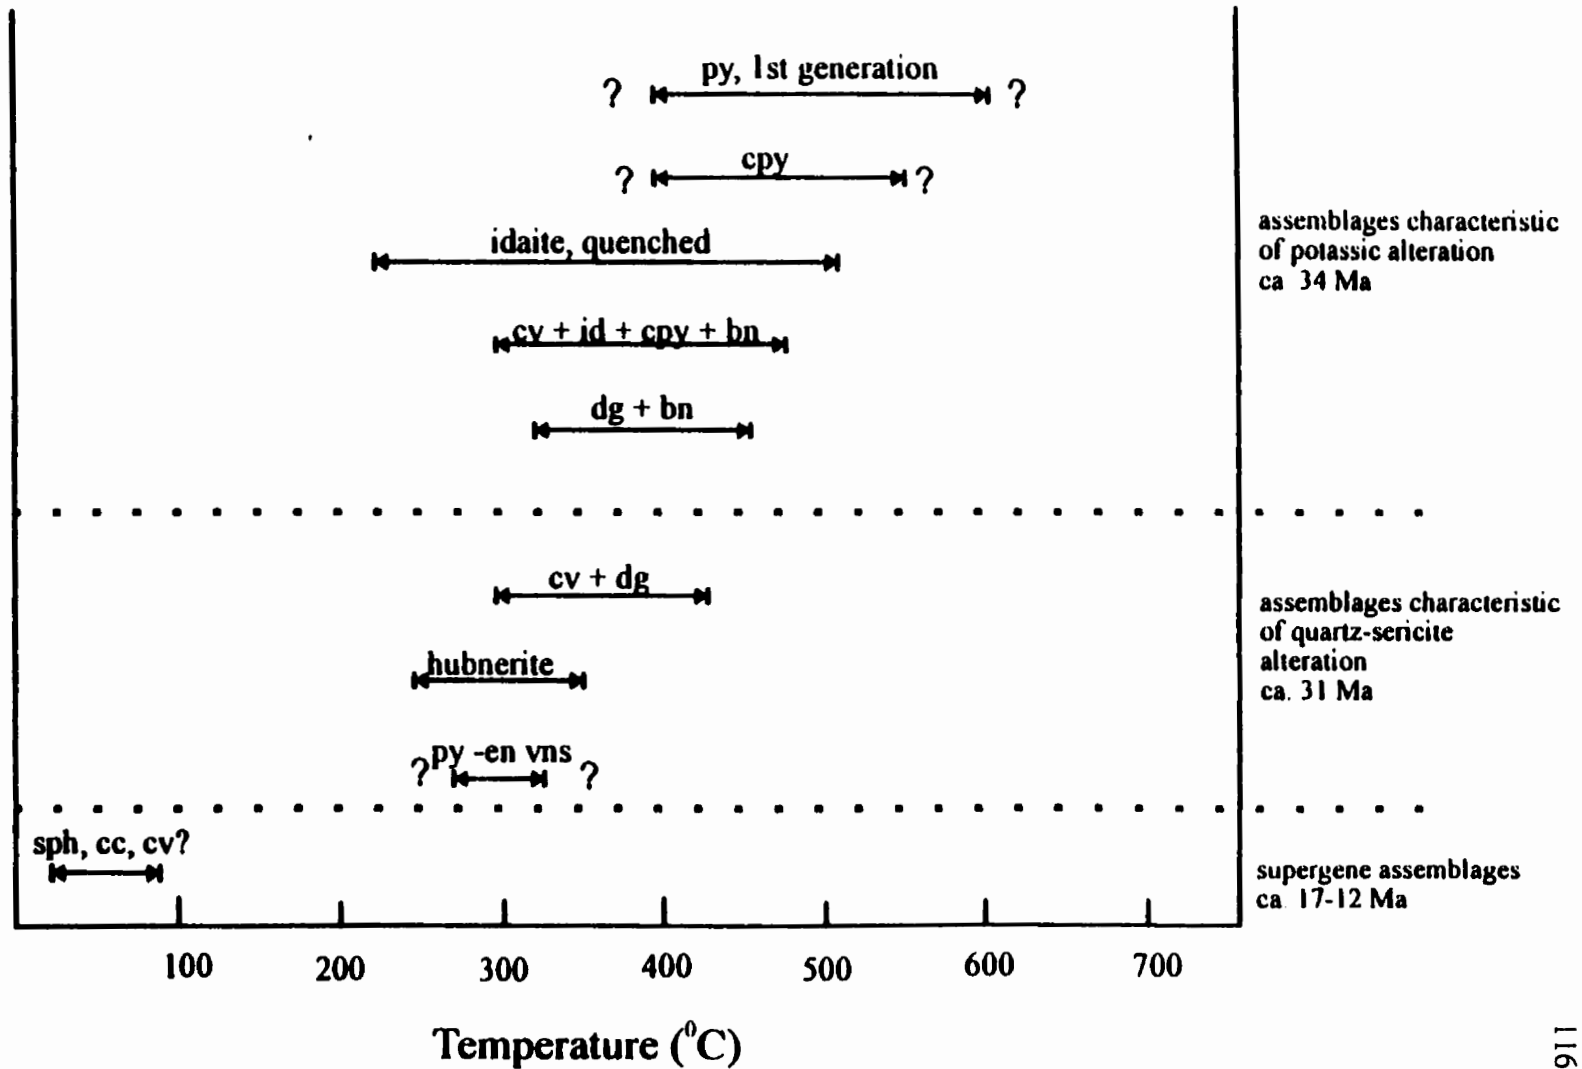 py, 1st generation
? ?
cpy
? ?
idaite, quenched
cv + id + cpy + bn
dg + bn
assemblages characteristic
of potassic alteration
ca 34 Ma
cv + dg
hubnerite
py -en vns
? ?
assemblages characteristic
of quartz-sericite
alteration
ca. 31 Ma
sph, cc, cv?
supergene assemblages
ca 17-12 Ma
100 200 300 400 500 600 700
Temperature (⁰C)
116